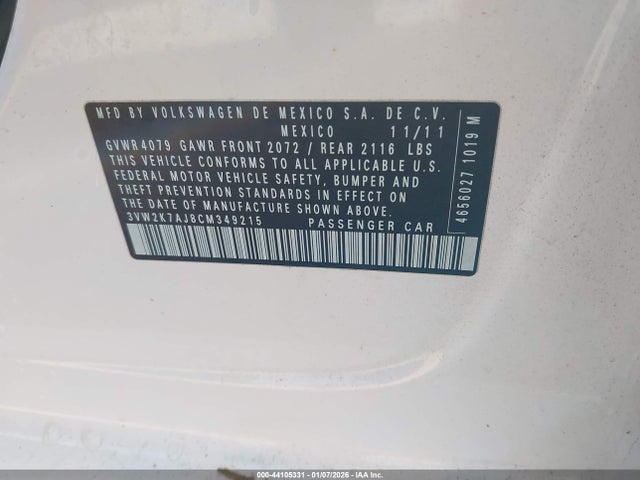 MFD BY VOLKSWAGEN DE MEXICO S.A. DE C.V.
MEXICO 11/11
GVWR 4079 GAWR FRONT 2072 / REAR 2116 LBS
THIS VEHICLE CONFORMS TO ALL APPLICABLE U.S.
FEDERAL MOTOR VEHICLE SAFETY, BUMPER AND
THEFT PREVENTION STANDARDS IN EFFECT ON
THE DATE OF MANUFACTURE SHOWN ABOVE.
3VW2K7AJ8CM349215 PASSENGER CAR
4656027 1019 M
000-44105331 - 01/07/2026 - IAA Inc.